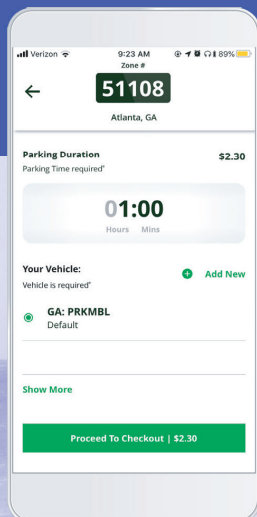 Verizon 9:23 AM 89%
Zone #
51108
Atlanta, GA
Parking Duration $2.30
Parking Time required*
01:00
Hours Mins
Your Vehicle: Add New
Vehicle is required*
GA: PRKMBL
Default
Show More
Proceed To Checkout | $2.30